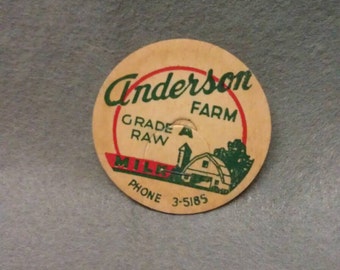 Anderson
FARM
GRADE A
RAW
MILK
PHONE 3-5185